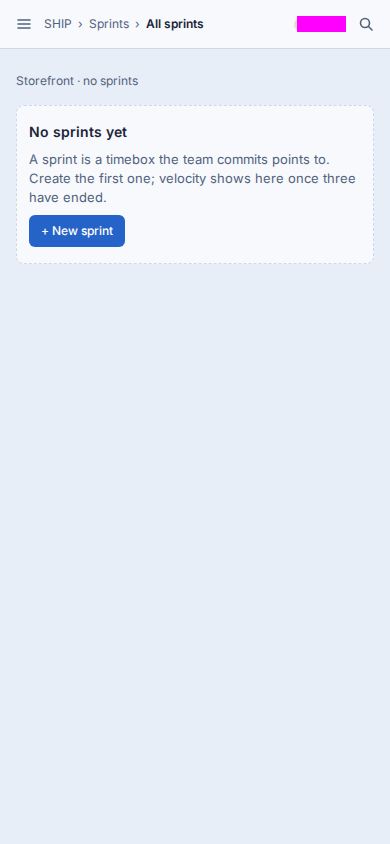 SHIP › Sprints › All sprints
Storefront · no sprints
No sprints yet
A sprint is a timebox the team commits points to.
Create the first one; velocity shows here once three
have ended.
+ New sprint